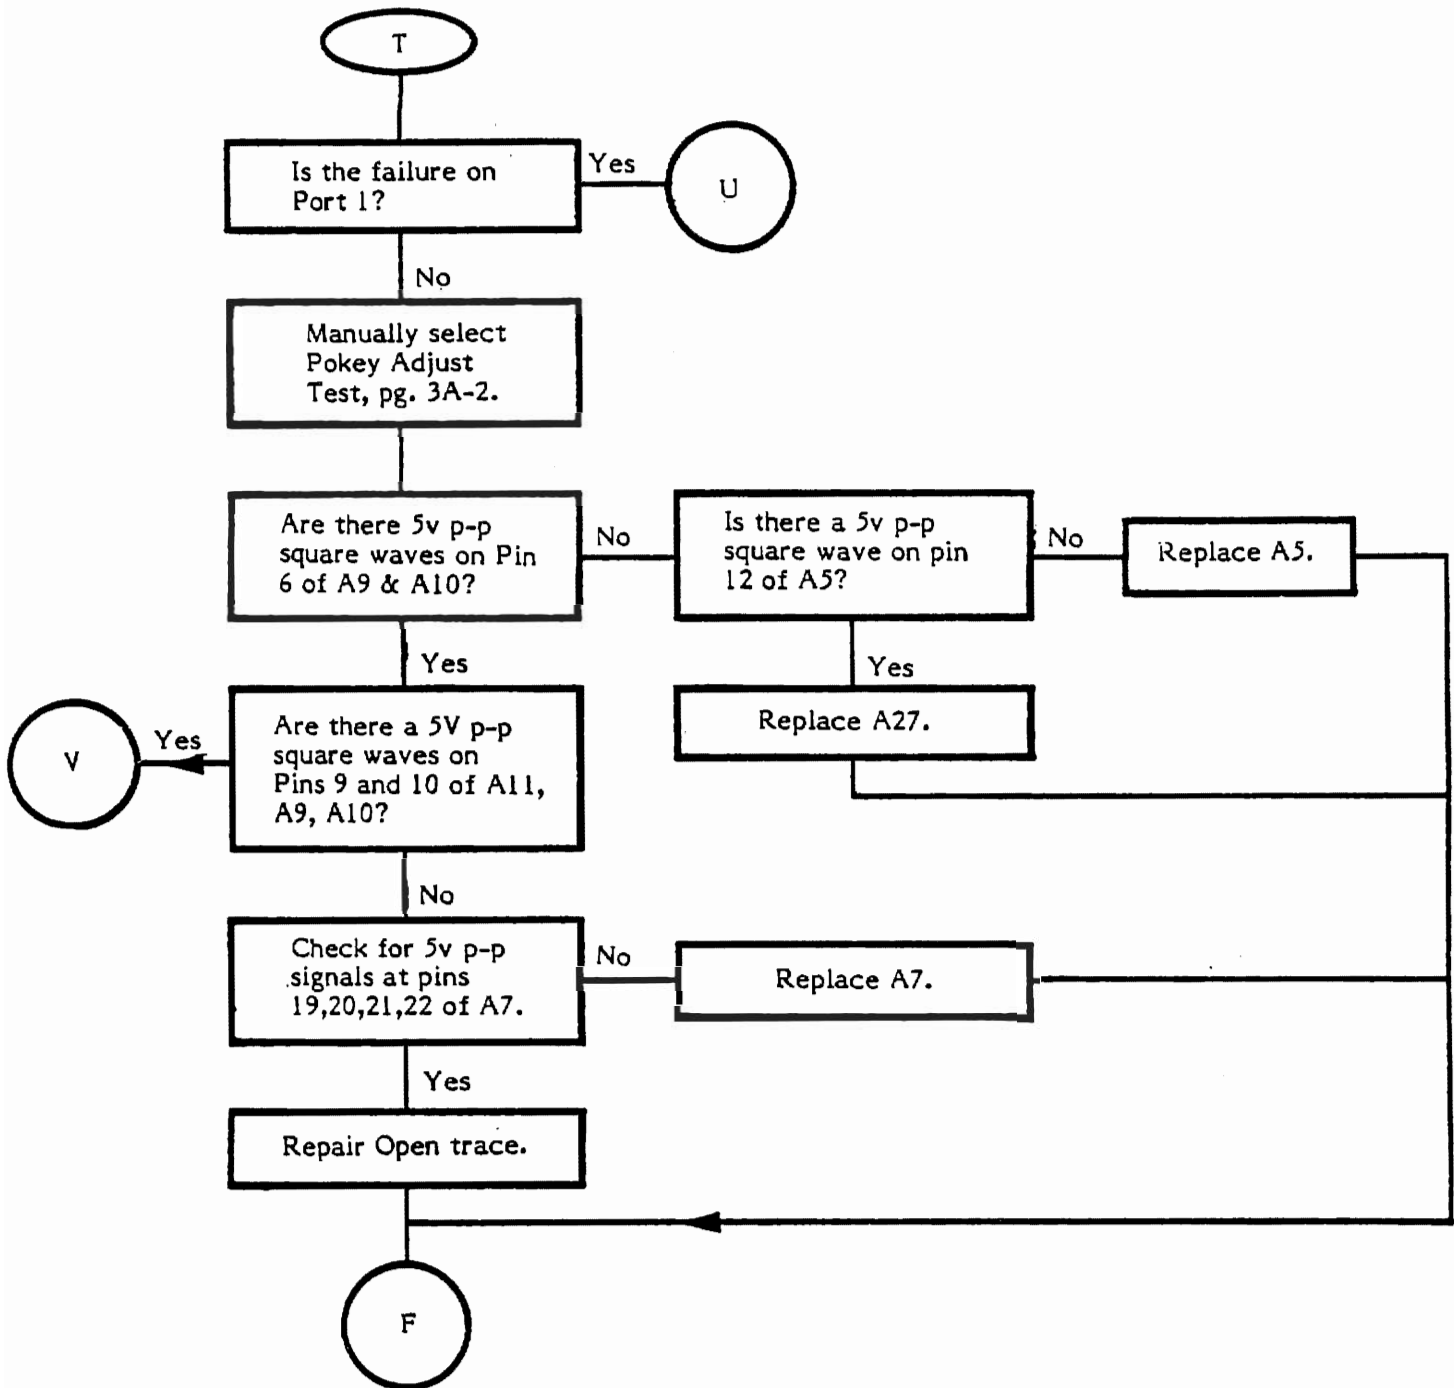 T
Is the failure on
Port 1?
Yes
U
No
Manually select
Pokey Adjust
Test, pg. 3A-2.
Are there 5v p-p
square waves on Pin
6 of A9 & A10?
No
Is there a 5v p-p
square wave on pin
12 of A5?
No
Replace A5.
Yes
Yes
Replace A27.
V
Yes
Are there a 5V p-p
square waves on
Pins 9 and 10 of A11,
A9, A10?
No
Check for 5v p-p
signals at pins
19,20,21,22 of A7.
No
Replace A7.
Yes
Repair Open trace.
F